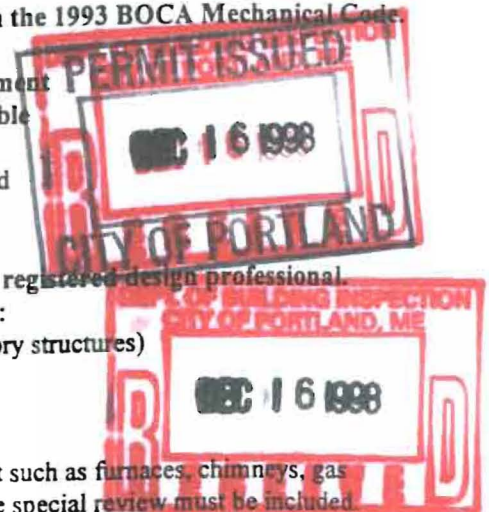 n the 1993 BOCA Mechanical Code.
PERMIT ISSUED
ment
ble
DEC 16 1998
d
CITY OF PORTLAND
registered design professional.
:
DEPT. OF BUILDING INSPECTION
CITY OF PORTLAND, ME
ory structures)
DEC 16 1998
t such as furnaces, chimneys, gas
e special review must be included.